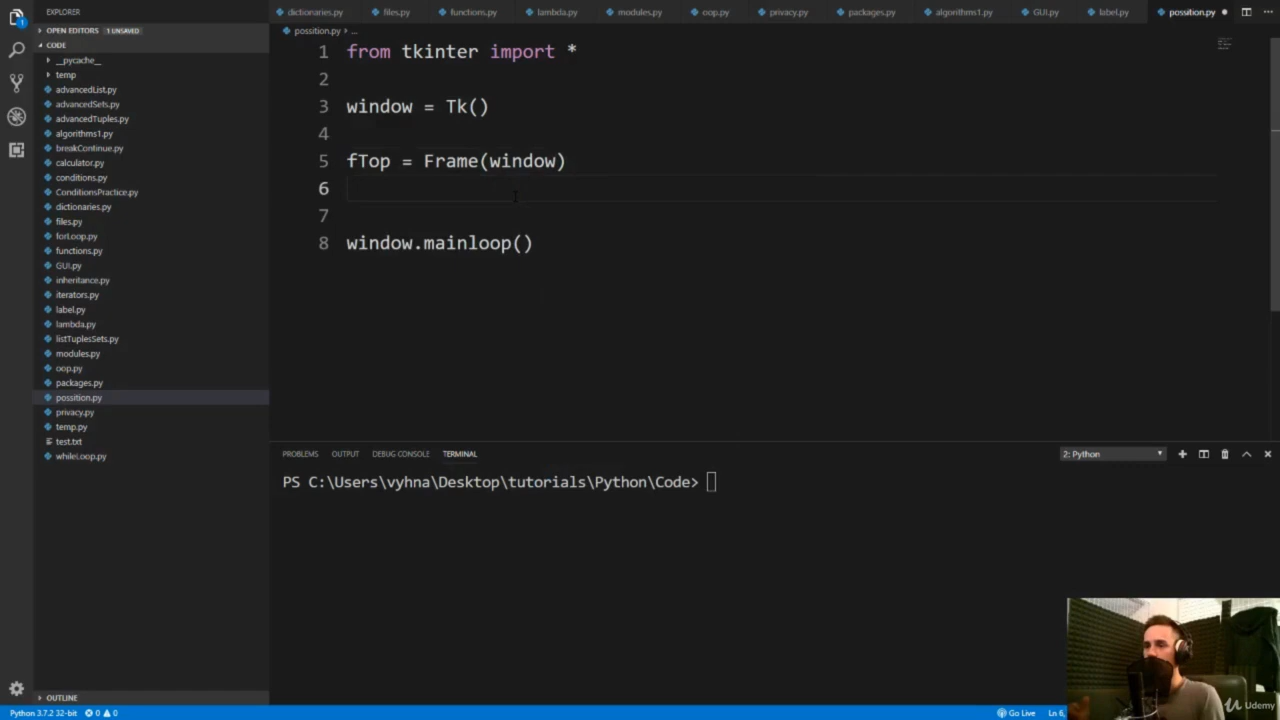 EXPLORER
dictionaries.py files.py functions.py lambda.py modules.py oop.py privacy.py packages.py algorithms1.py GUI.py label.py possition.py
OPEN EDITORS 1 UNSAVED
possition.py > ...
CODE
__pycache__
temp
advancedList.py
advancedSets.py
advancedTuples.py
algorithms1.py
breakContinue.py
calculator.py
conditions.py
ConditionsPractice.py
dictionaries.py
files.py
forLoop.py
functions.py
GUI.py
inheritance.py
iterators.py
label.py
lambda.py
listTuplesSets.py
modules.py
oop.py
packages.py
possition.py
privacy.py
temp.py
test.txt
whileLoop.py
OUTLINE
1 from tkinter import *
2
3 window = Tk()
4
5 fTop = Frame(window)
6
7
8 window.mainloop()
PROBLEMS OUTPUT DEBUG CONSOLE TERMINAL 2: Python
PS C:\Users\vyhna\Desktop\tutorials\Python\Code>
Udemy
Python 3.7.2 32-bit 0 0 Go Live Ln 6,